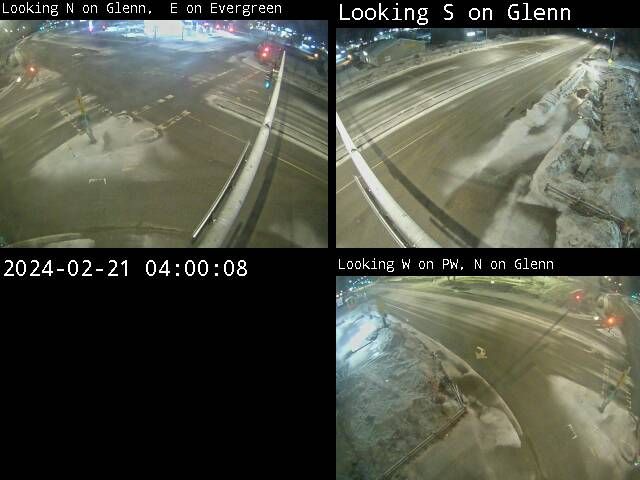 Looking N on Glenn,  E on Evergreen
Looking S on Glenn
2024-02-21 04:00:08
Looking W on PW, N on Glenn